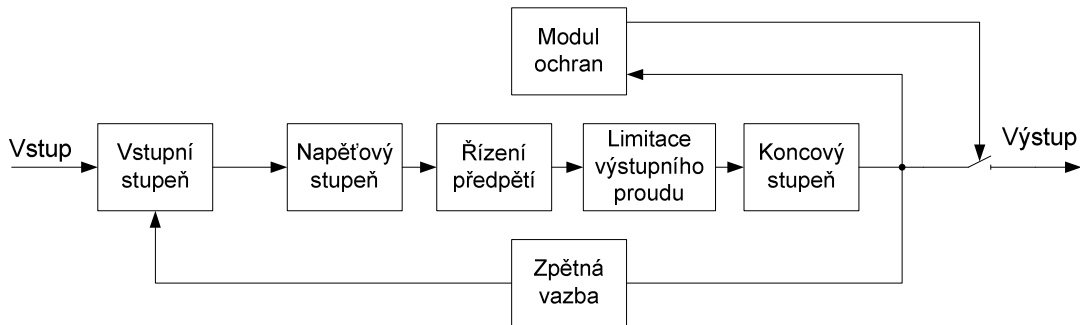 Modul
ochran
Vstup
Vstupní
stupeň
Napěťový
stupeň
Řízení
předpětí
Limitace
výstupního
proudu
Koncový
stupeň
Výstup
Zpětná
vazba